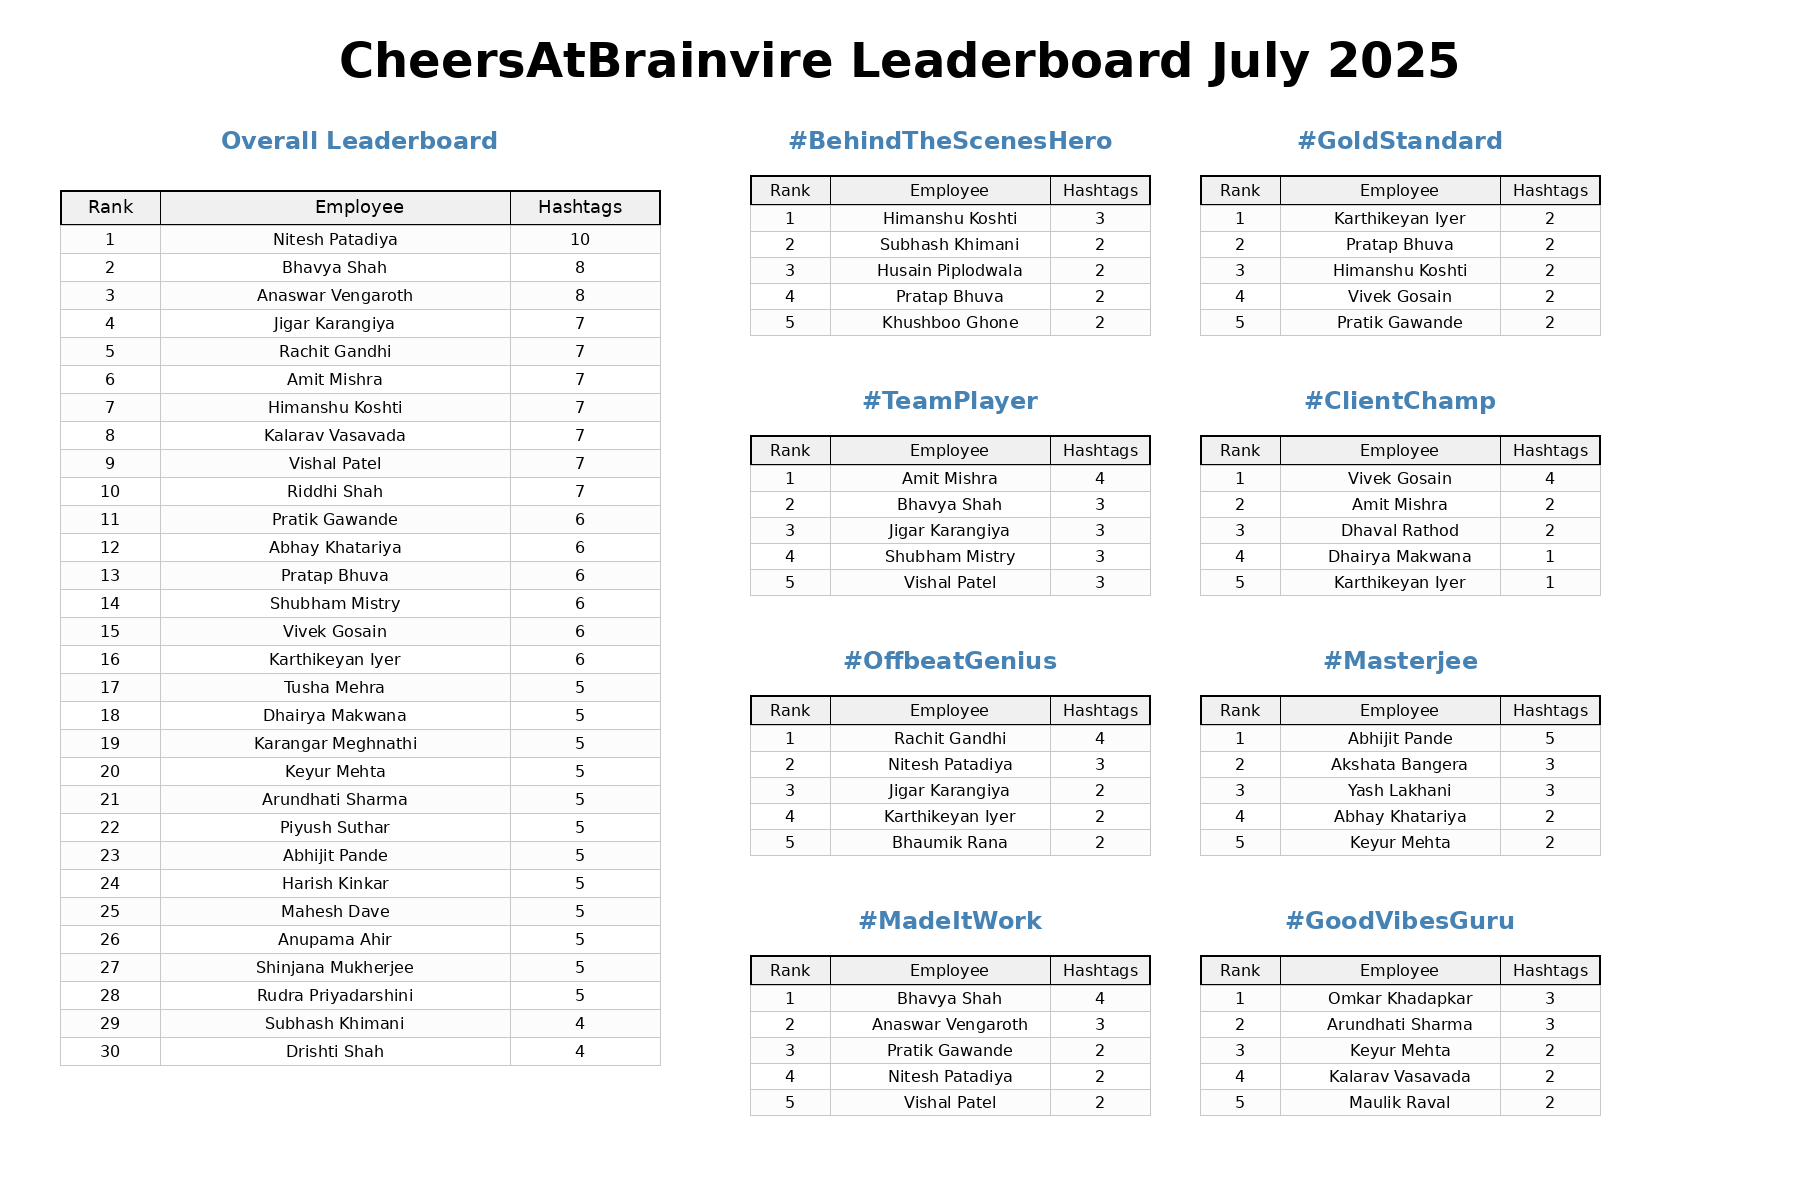 CheersAtBrainvire Leaderboard July 2025
Overall Leaderboard
Rank Employee Hashtags
1 Nitesh Patadiya 10
2 Bhavya Shah 8
3 Anaswar Vengaroth 8
4 Jigar Karangiya 7
5 Rachit Gandhi 7
6 Amit Mishra 7
7 Himanshu Koshti 7
8 Kalarav Vasavada 7
9 Vishal Patel 7
10 Riddhi Shah 7
11 Pratik Gawande 6
12 Abhay Khatariya 6
13 Pratap Bhuva 6
14 Shubham Mistry 6
15 Vivek Gosain 6
16 Karthikeyan Iyer 6
17 Tusha Mehra 5
18 Dhairya Makwana 5
19 Karangar Meghnathi 5
20 Keyur Mehta 5
21 Arundhati Sharma 5
22 Piyush Suthar 5
23 Abhijit Pande 5
24 Harish Kinkar 5
25 Mahesh Dave 5
26 Anupama Ahir 5
27 Shinjana Mukherjee 5
28 Rudra Priyadarshini 5
29 Subhash Khimani 4
30 Drishti Shah 4
#BehindTheScenesHero
Rank Employee Hashtags
1 Himanshu Koshti 3
2 Subhash Khimani 2
3 Husain Piplodwala 2
4 Pratap Bhuva 2
5 Khushboo Ghone 2
#GoldStandard
Rank Employee Hashtags
1 Karthikeyan Iyer 2
2 Pratap Bhuva 2
3 Himanshu Koshti 2
4 Vivek Gosain 2
5 Pratik Gawande 2
#TeamPlayer
Rank Employee Hashtags
1 Amit Mishra 4
2 Bhavya Shah 3
3 Jigar Karangiya 3
4 Shubham Mistry 3
5 Vishal Patel 3
#ClientChamp
Rank Employee Hashtags
1 Vivek Gosain 4
2 Amit Mishra 2
3 Dhaval Rathod 2
4 Dhairya Makwana 1
5 Karthikeyan Iyer 1
#OffbeatGenius
Rank Employee Hashtags
1 Rachit Gandhi 4
2 Nitesh Patadiya 3
3 Jigar Karangiya 2
4 Karthikeyan Iyer 2
5 Bhaumik Rana 2
#Masterjee
Rank Employee Hashtags
1 Abhijit Pande 5
2 Akshata Bangera 3
3 Yash Lakhani 3
4 Abhay Khatariya 2
5 Keyur Mehta 2
#MadeItWork
Rank Employee Hashtags
1 Bhavya Shah 4
2 Anaswar Vengaroth 3
3 Pratik Gawande 2
4 Nitesh Patadiya 2
5 Vishal Patel 2
#GoodVibesGuru
Rank Employee Hashtags
1 Omkar Khadapkar 3
2 Arundhati Sharma 3
3 Keyur Mehta 2
4 Kalarav Vasavada 2
5 Maulik Raval 2